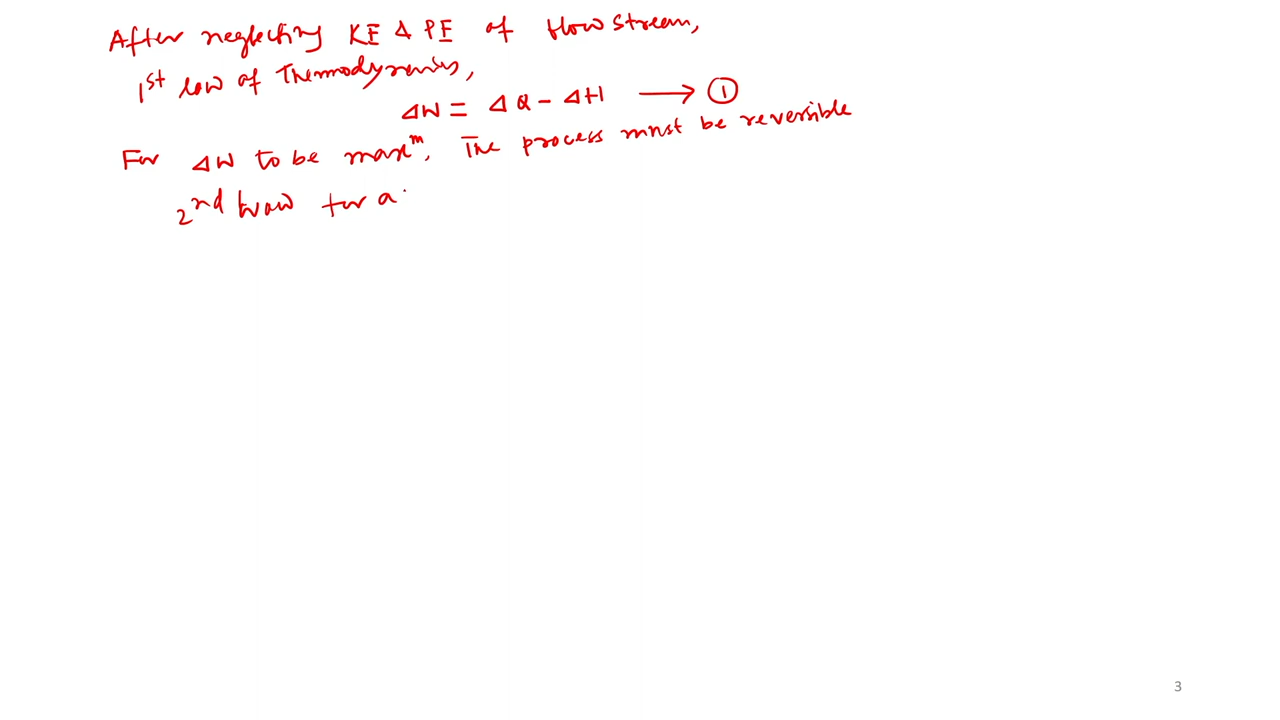 After neglecting KE & PE of flow stream,
1st law of Thermodynamics,
ΔW = ΔQ - ΔH ⟶ ①
For ΔW to be maxᵐ, The process must be reversible
2nd law for a
3